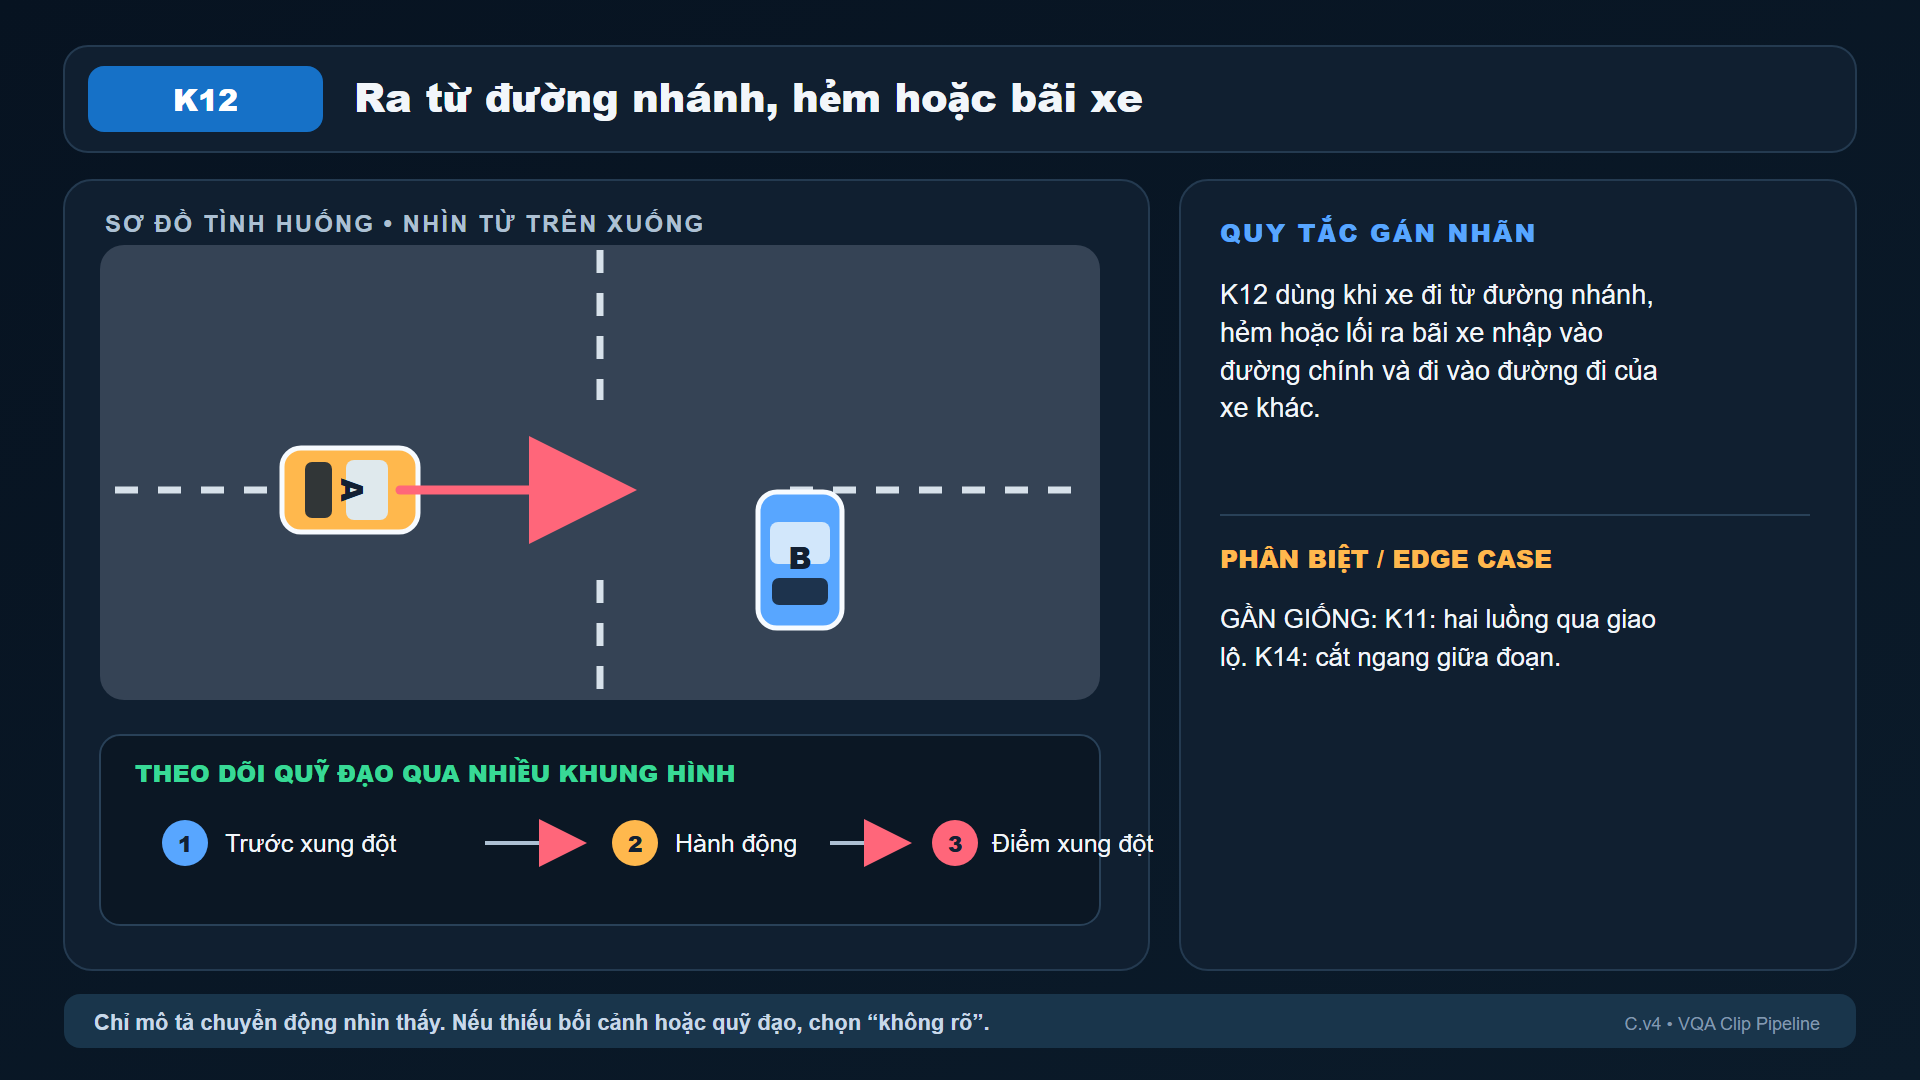 K12
Ra từ đường nhánh, hẻm hoặc bãi xe
SƠ ĐỒ TÌNH HUỐNG • NHÌN TỪ TRÊN XUỐNG
A
B
THEO DÕI QUỸ ĐẠO QUA NHIỀU KHUNG HÌNH
1 Trước xung đột
2 Hành động
3 Điểm xung đột
QUY TẮC GÁN NHÃN
K12 dùng khi xe đi từ đường nhánh,
hẻm hoặc lối ra bãi xe nhập vào
đường chính và đi vào đường đi của
xe khác.
PHÂN BIỆT / EDGE CASE
GẦN GIỐNG: K11: hai luồng qua giao
lộ. K14: cắt ngang giữa đoạn.
Chỉ mô tả chuyển động nhìn thấy. Nếu thiếu bối cảnh hoặc quỹ đạo, chọn “không rõ”.
C.v4 • VQA Clip Pipeline